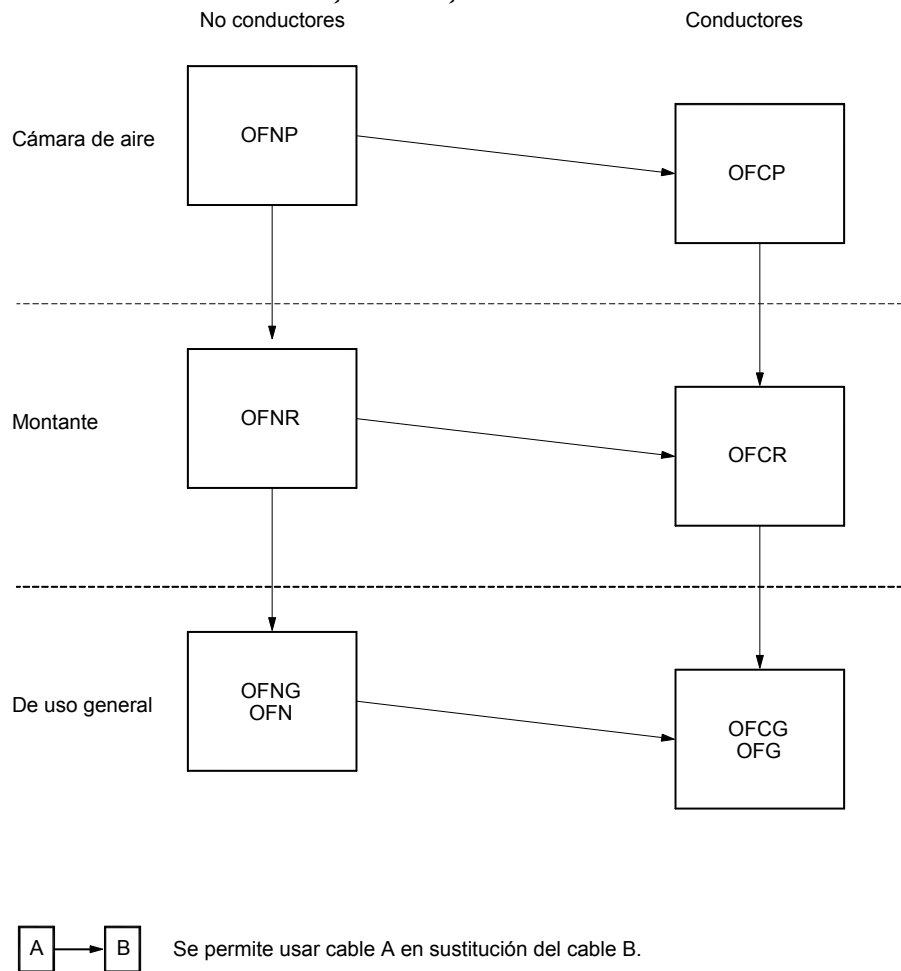 No conductores
Conductores
Cámara de aire
OFNP
OFCP
Montante
OFNR
OFCR
De uso general
OFNG
OFN
OFCG
OFG
A
B
Se permite usar cable A en sustitución del cable B.